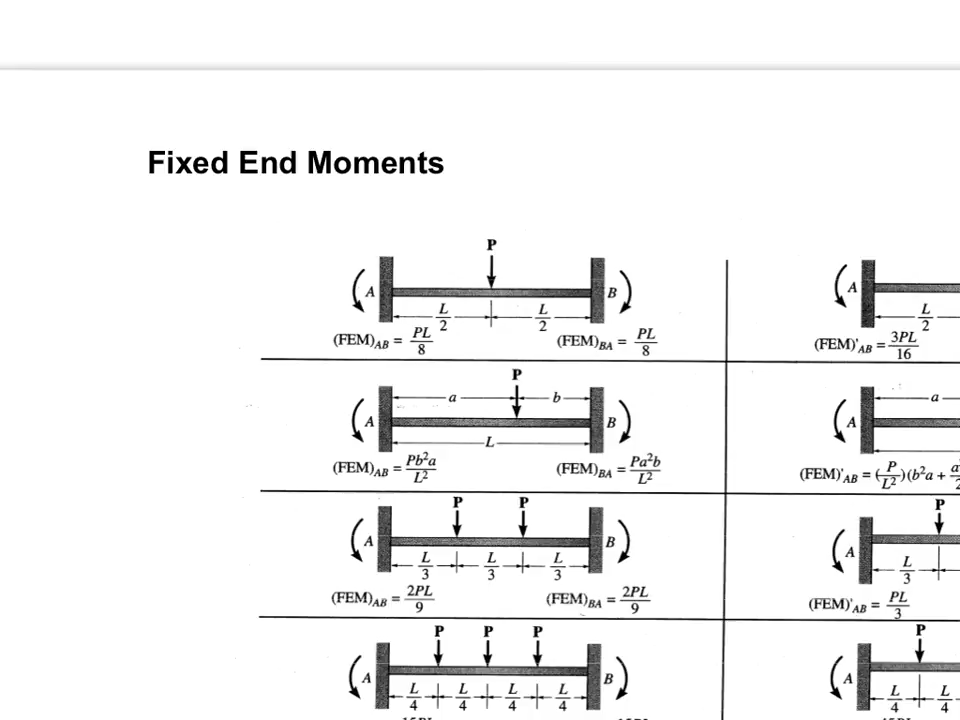 Fixed End Moments
P
A B
L/2 L/2
(FEM)AB = PL/8 (FEM)BA = PL/8
A
L/2
(FEM)'AB = 3PL/16
P
a b
A B
L
(FEM)AB = Pb²a/L² (FEM)BA = Pa²b/L²
a
A
(FEM)'AB = (P/L²)(b²a +
P P
A B
L/3 L/3 L/3
(FEM)AB = 2PL/9 (FEM)BA = 2PL/9
P
A
L/3
(FEM)'AB = PL/3
P P P
A B
L/4 L/4 L/4 L/4
P
A
L/4 L/4